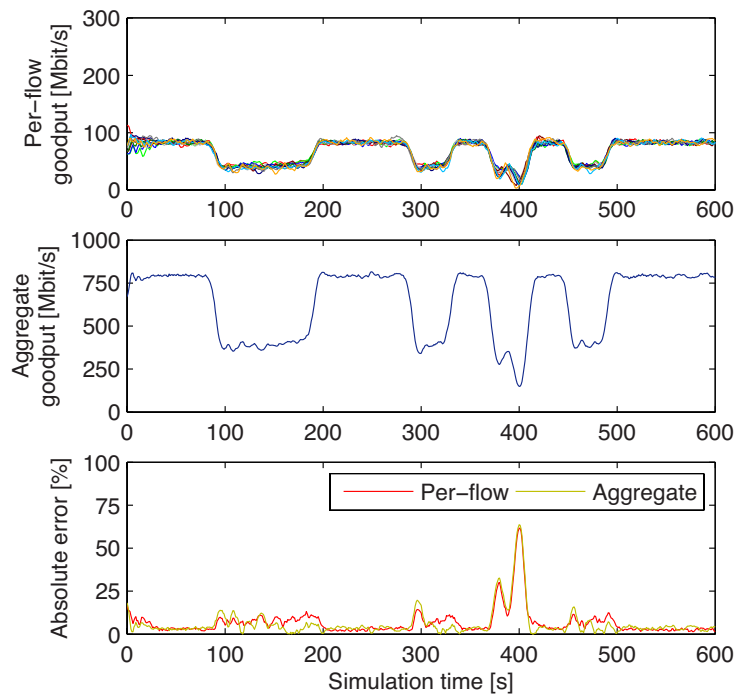 Per-flow
goodput [Mbit/s]
300
200
100
0
0 100 200 300 400 500 600
Aggregate
goodput [Mbit/s]
1000
750
500
250
0
0 100 200 300 400 500 600
Absolute error [%]
100
75
50
25
0
Per-flow Aggregate
0 100 200 300 400 500 600
Simulation time [s]